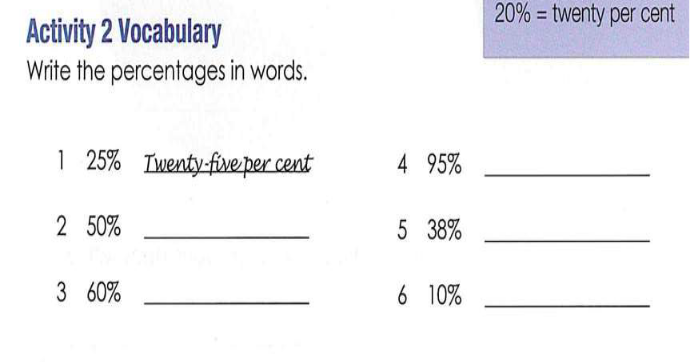 20% = twenty per cent
Activity 2 Vocabulary
Write the percentages in words.
1 25% Twenty-five per cent
2 50%
3 60%
4 95%
5 38%
6 10%